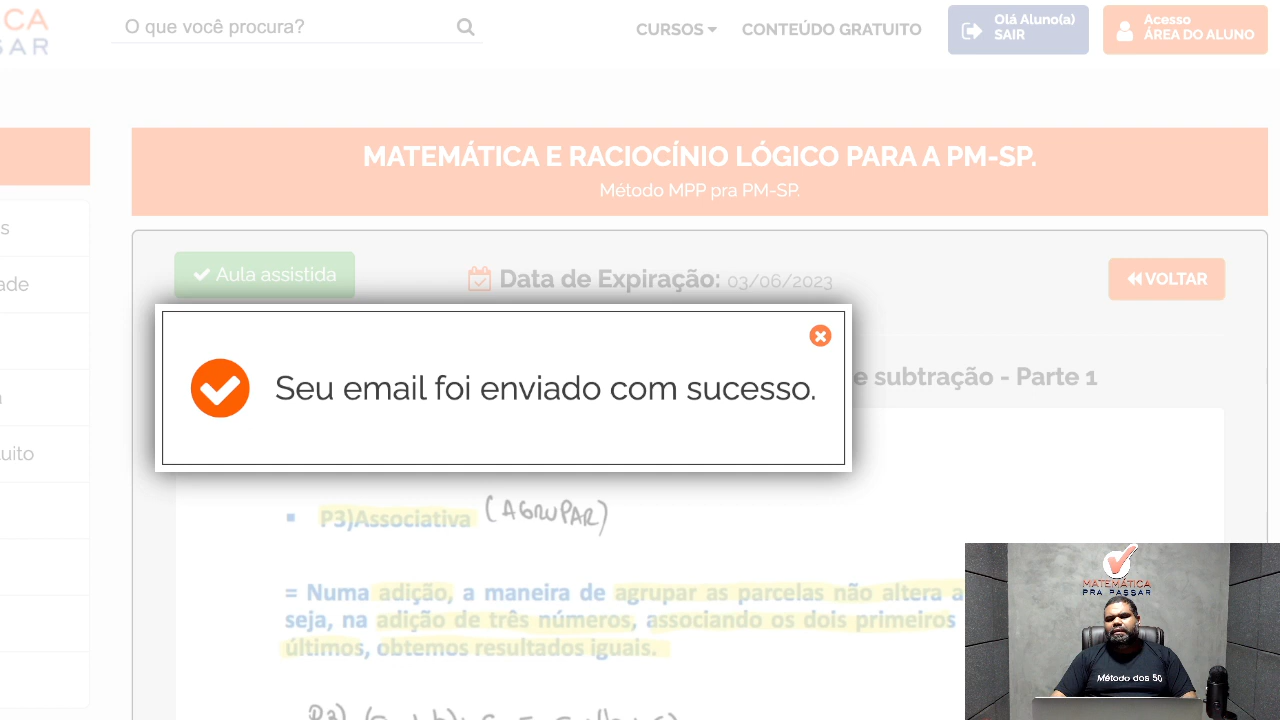 CA
SAR
O que você procura?
CURSOS
CONTEÚDO GRATUITO
Olá Aluno(a)
SAIR
Acesso
ÁREA DO ALUNO
MATEMÁTICA E RACIOCÍNIO LÓGICO PARA A PM-SP.
Método MPP pra PM-SP.
s
ade
a
uito
Aula assistida
Data de Expiração: 03/06/2023
VOLTAR
e subtração - Parte 1
Seu email foi enviado com sucesso.
P3)Associativa (AGRUPAR)
= Numa adição, a maneira de agrupar as parcelas não altera a
seja, na adição de três números, associando os dois primeiros
últimos, obtemos resultados iguais.
MATEMÁTICA
PRA PASSAR
Método dos 50